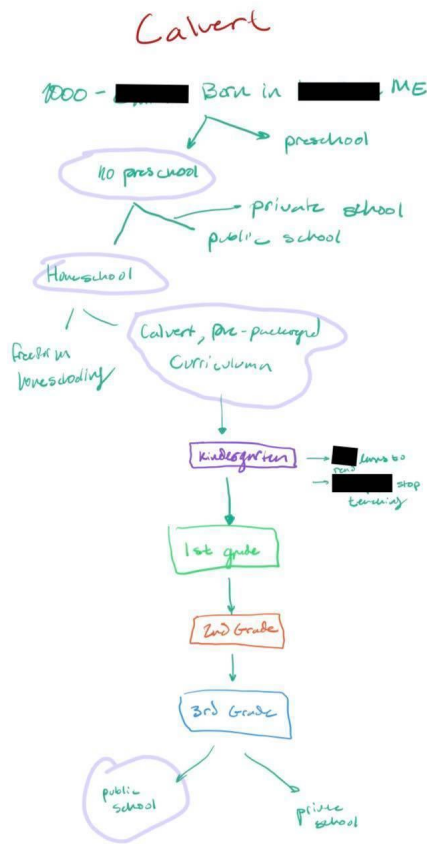 Calvert
2000 - Born in ME
preschool
no preschool
private school
public school
Homeschool
Calvert, pre-packaged
Curriculumn
freeform
homeschooling
Kindergarten
learns to
read
stop
teaching
1st grade
2nd Grade
3rd Grade
public
school
private
school